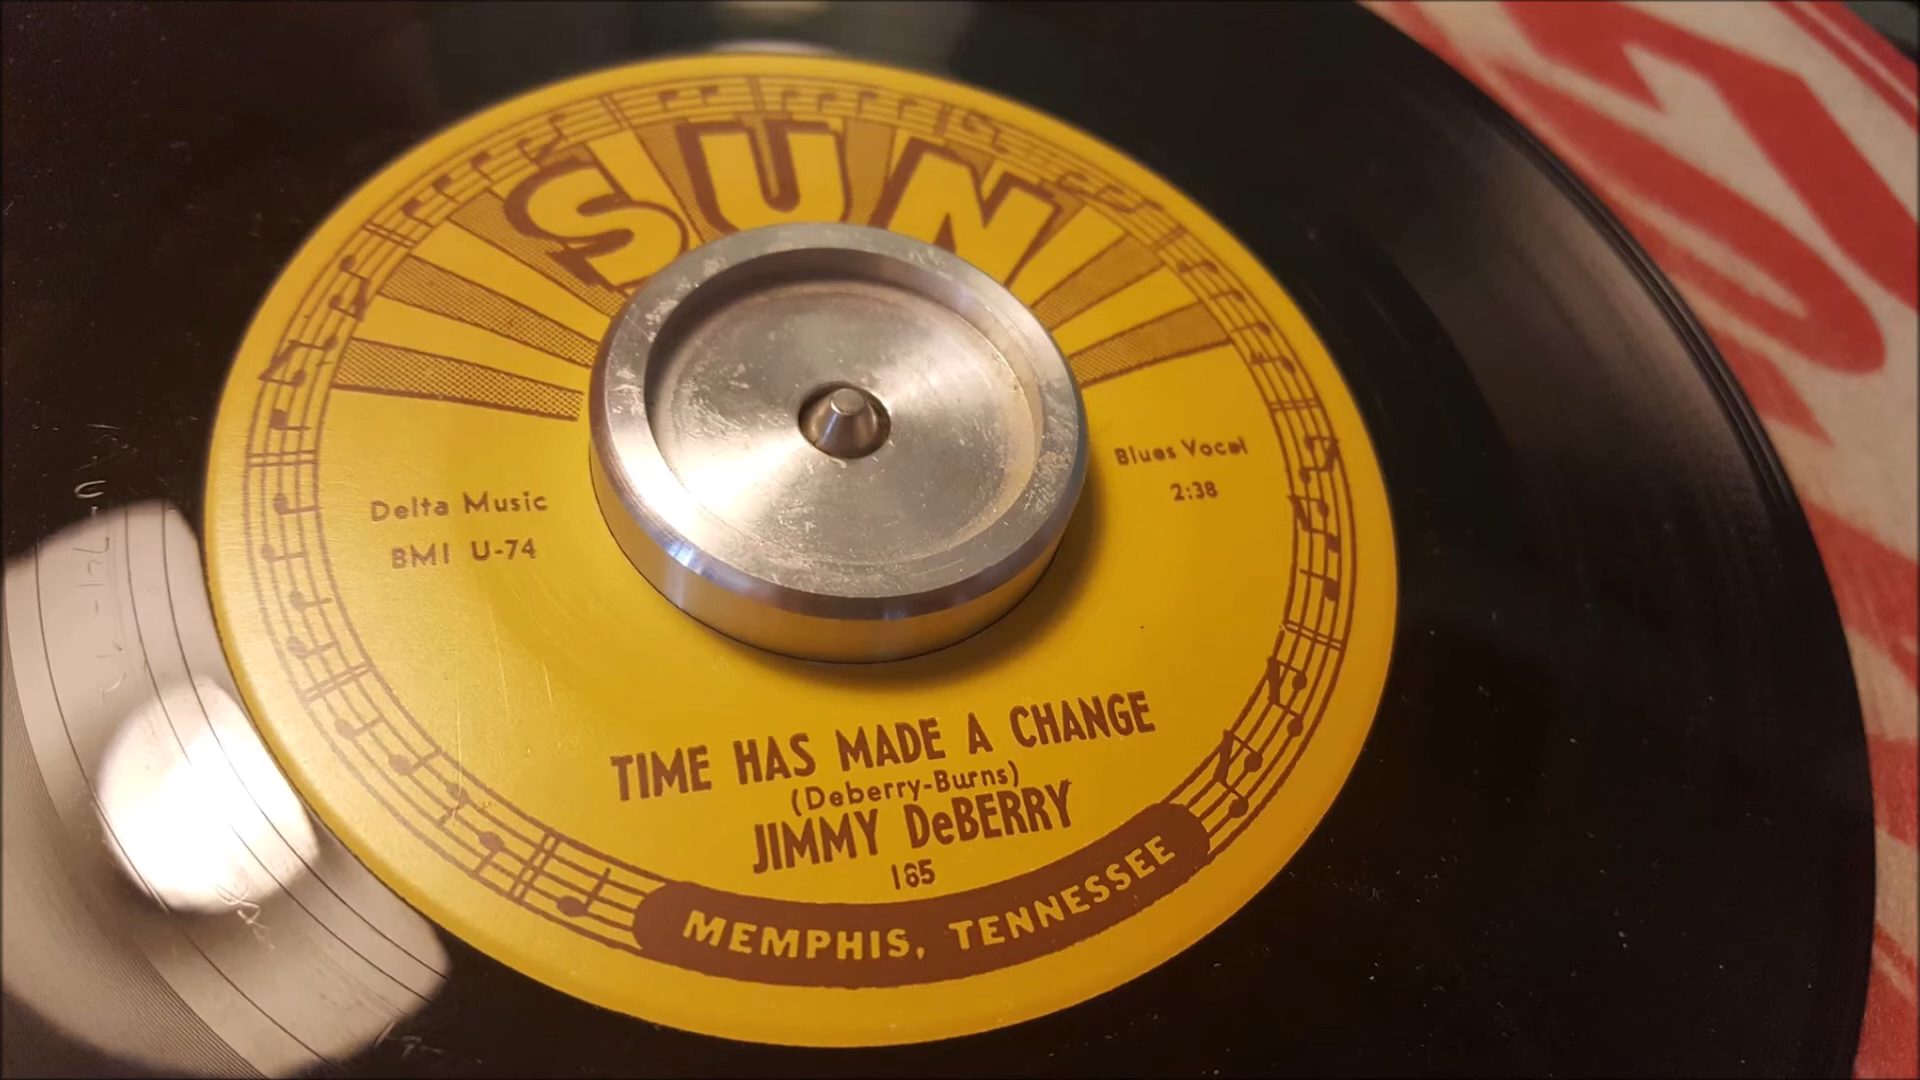 SUN
Delta Music
BMI U-74
Blues Vocal
2:38
TIME HAS MADE A CHANGE
(Deberry-Burns)
JIMMY DeBERRY
185
MEMPHIS, TENNESSEE